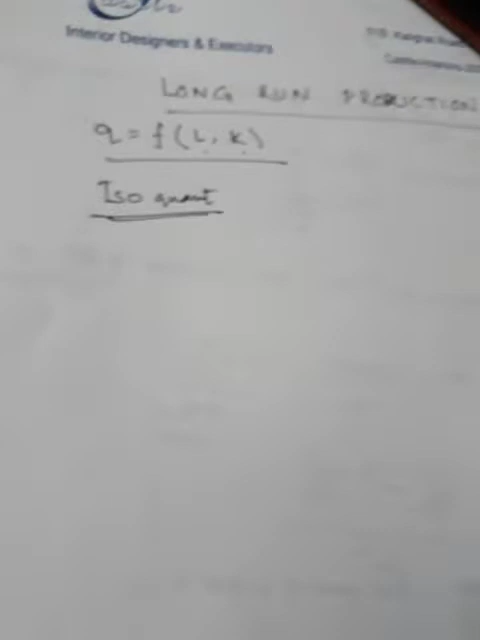 Interior Designers & Executors
LONG RUN PRODUCTION
q = f(L, K)
Iso quant